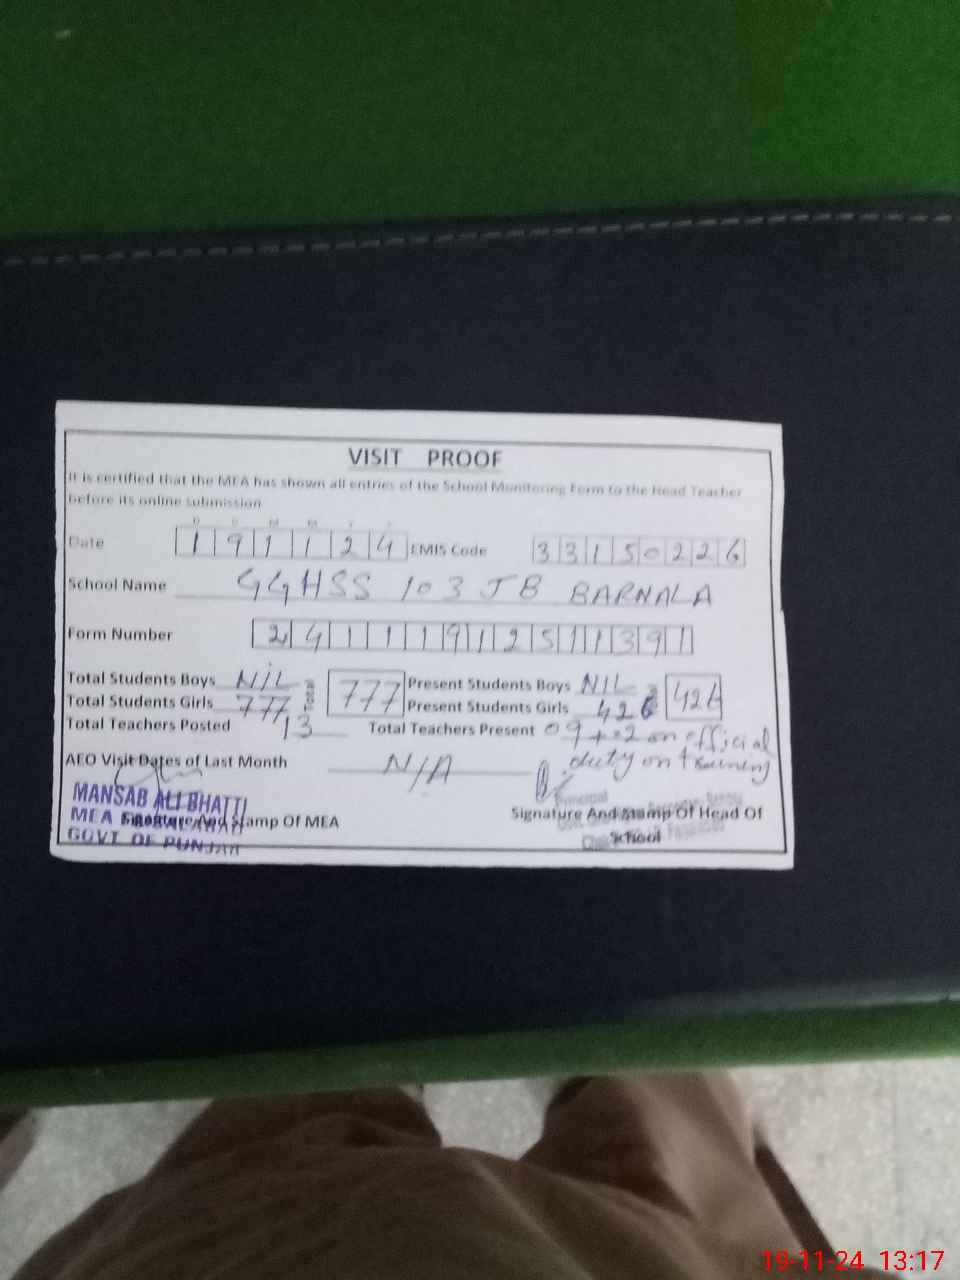 VISIT PROOF
It is certified that the MEA has shown all entries of the School Monitoring Form to the Head Teacher
before its online submission
D D M M Y Y
Date 1 9 1 1 2 4 EMIS Code 3 3 1 5 0 2 2 6
School Name GGHSS 103 JB BARNALA
Form Number 2 4 1 1 1 9 1 2 5 1 1 3 9 1
Total Students Boys NIL Total 777 Present Students Boys NIL 426
Total Students Girls 777 Present Students Girls 426
Total Teachers Posted 13 Total Teachers Present 09 + 02 on official
duty on training
AEO Visit Dates of Last Month N/A
MANSAB ALI BHATTI
MEA
GOVT OF PUNJAB
Signature And Stamp Of MEA
Principal
Signature And Stamp Of Head Of
School
19-11-24 13:17